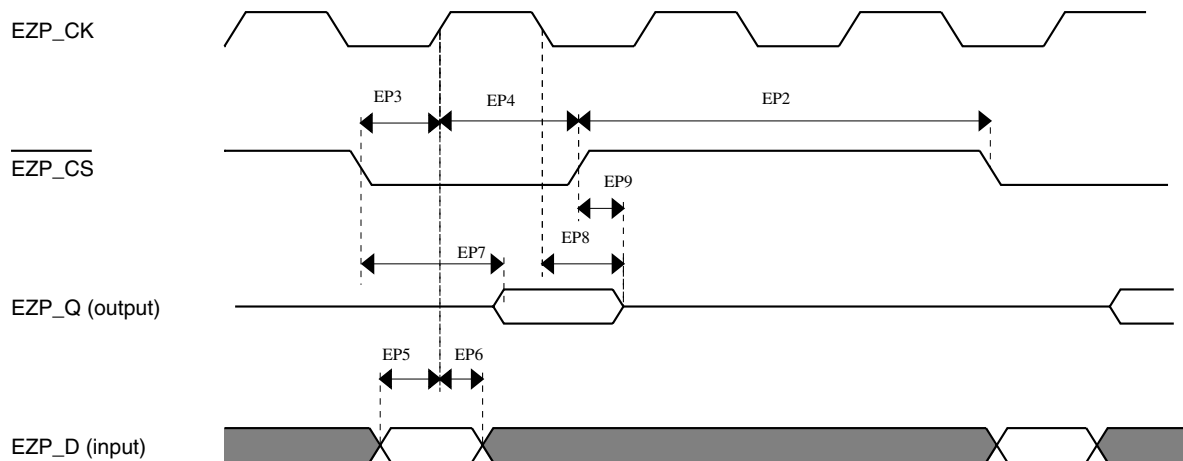 EZP_CK
EP3
EP4
EP2
EZP_CS
EP9
EP8
EP7
EZP_Q (output)
EP5
EP6
EZP_D (input)